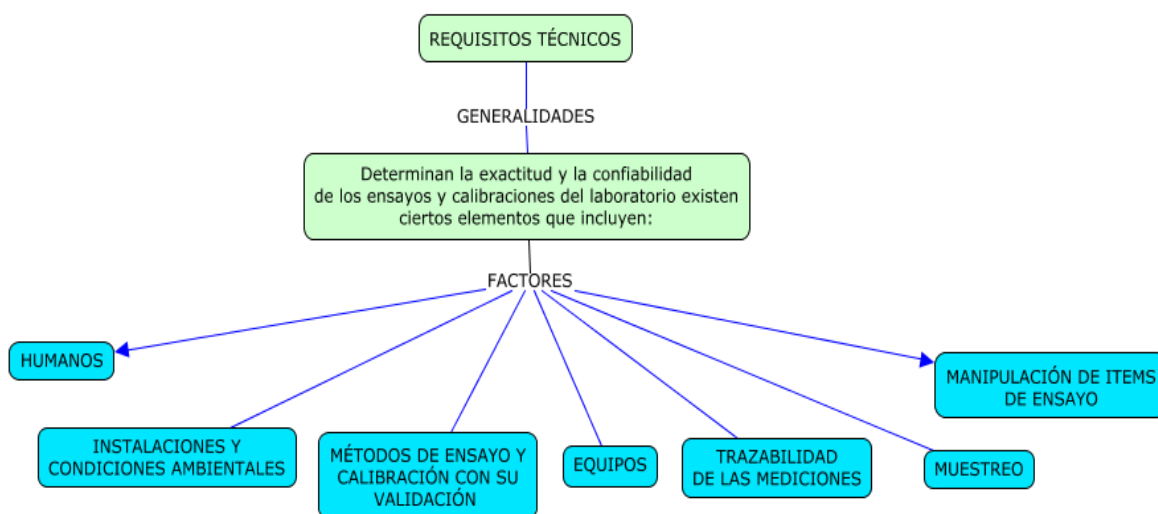 REQUISITOS TÉCNICOS
GENERALIDADES
Determinan la exactitud y la confiabilidad
de los ensayos y calibraciones del laboratorio existen
ciertos elementos que incluyen:
FACTORES
HUMANOS
INSTALACIONES Y
CONDICIONES AMBIENTALES
MÉTODOS DE ENSAYO Y
CALIBRACIÓN CON SU
VALIDACIÓN
EQUIPOS
TRAZABILIDAD
DE LAS MEDICIONES
MUESTREO
MANIPULACIÓN DE ITEMS
DE ENSAYO